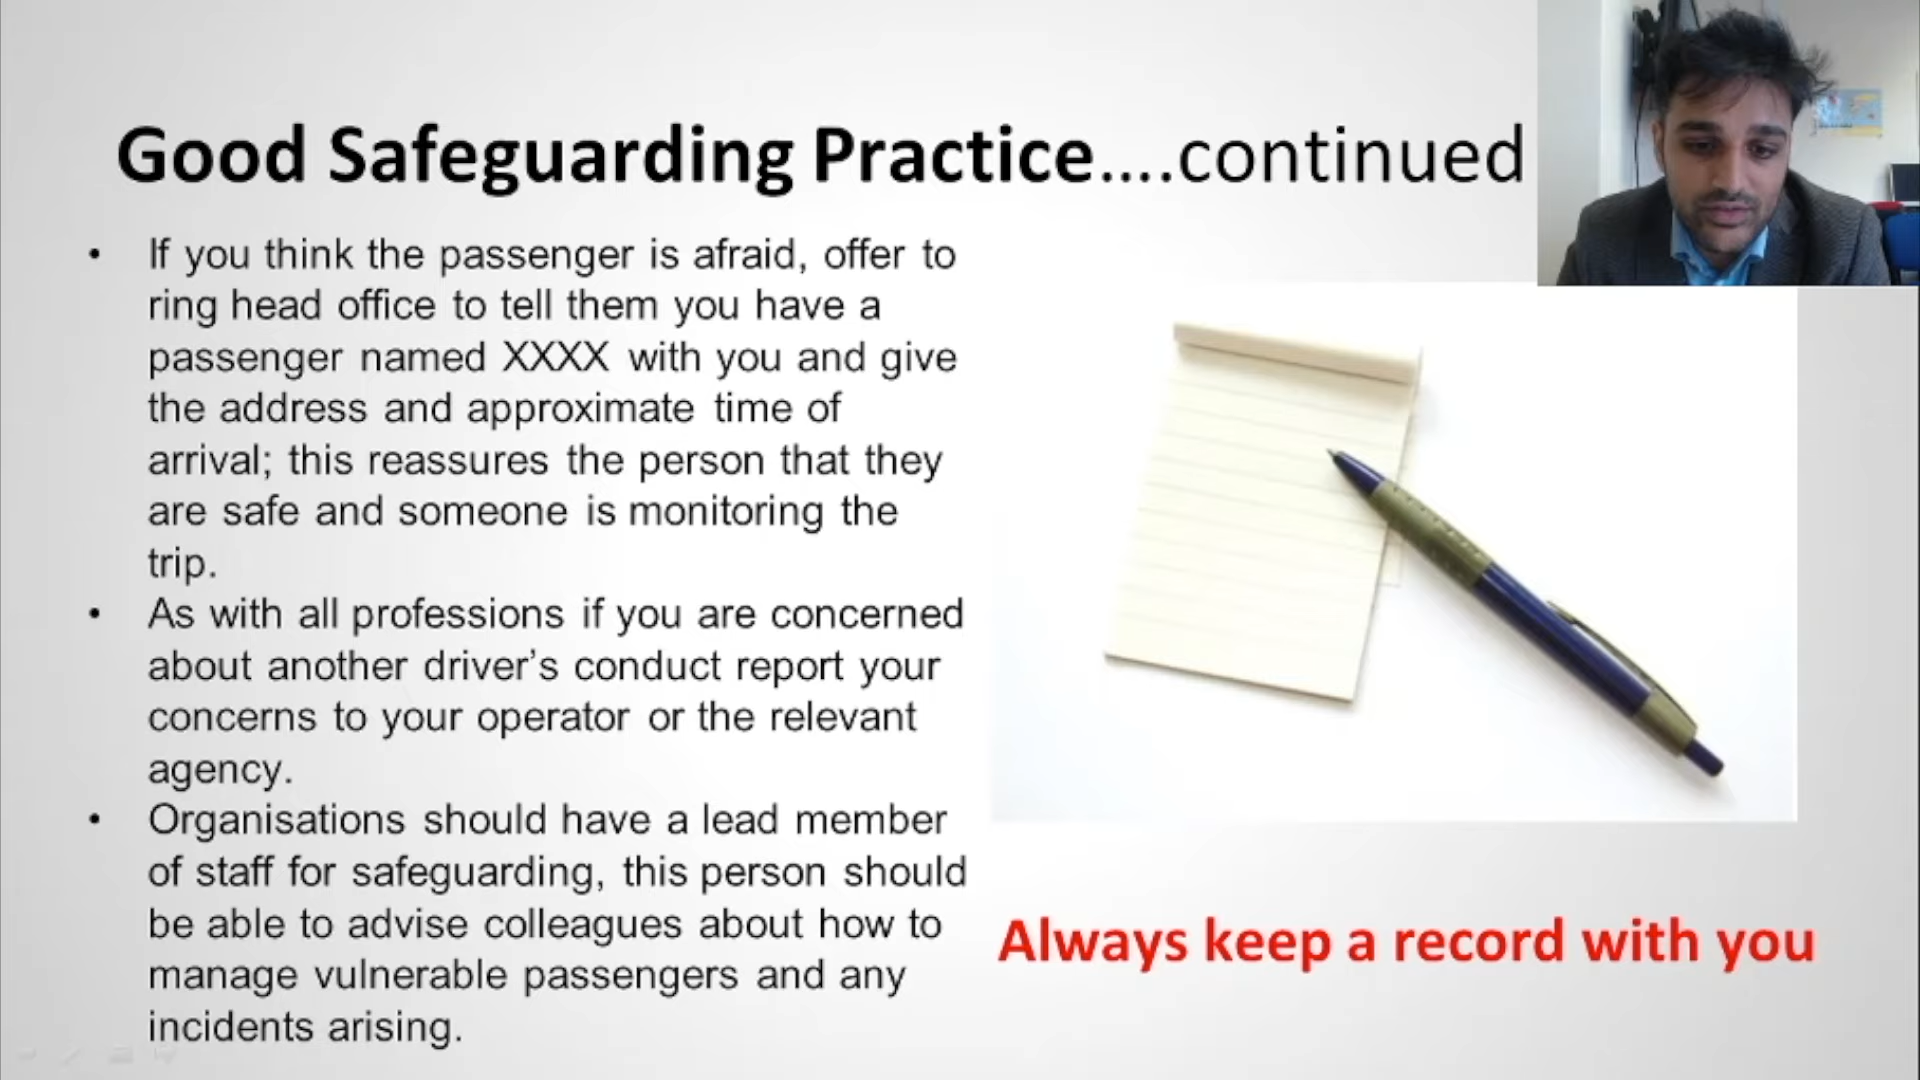 Good Safeguarding Practice....continued
• If you think the passenger is afraid, offer to
ring head office to tell them you have a
passenger named XXXX with you and give
the address and approximate time of
arrival; this reassures the person that they
are safe and someone is monitoring the
trip.
• As with all professions if you are concerned
about another driver’s conduct report your
concerns to your operator or the relevant
agency.
• Organisations should have a lead member
of staff for safeguarding, this person should
be able to advise colleagues about how to
manage vulnerable passengers and any
incidents arising.
Always keep a record with you